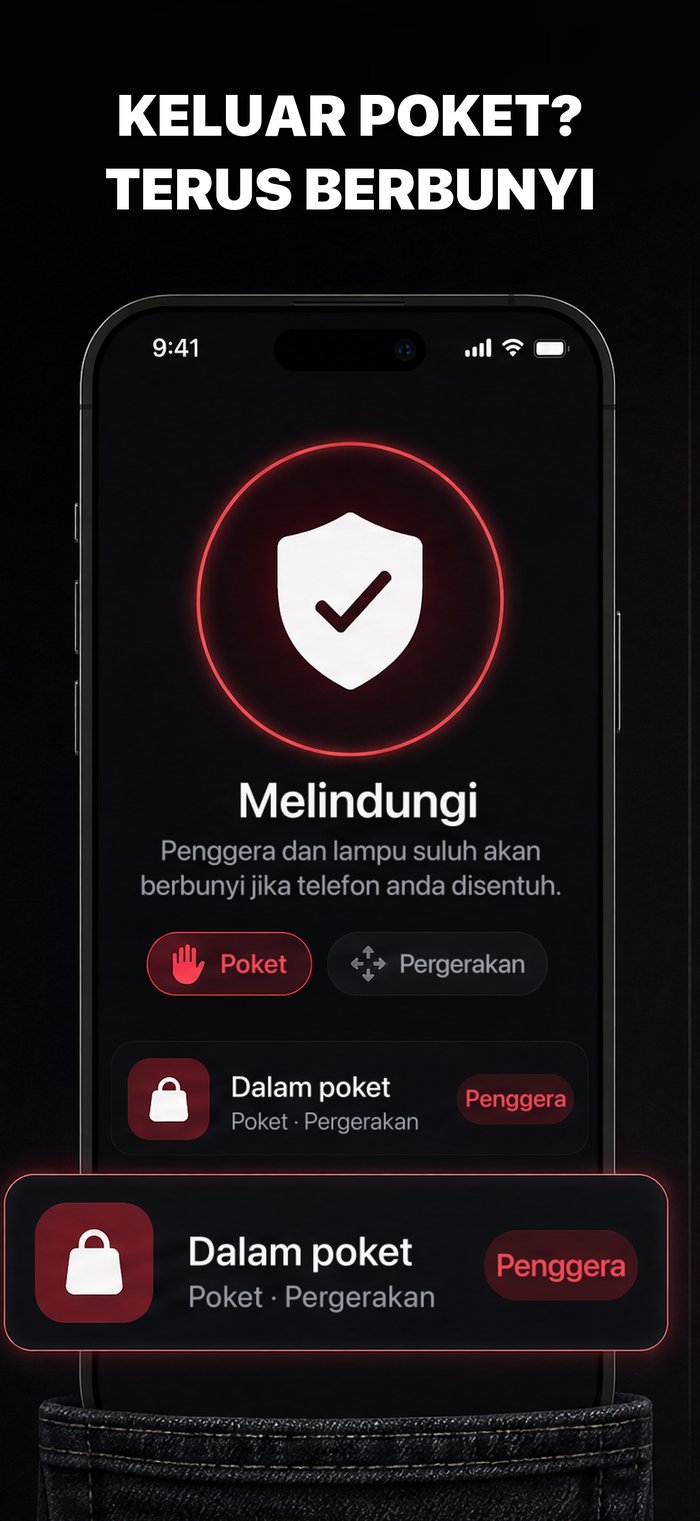 KELUAR POKET?
TERUS BERBUNYI
9:41
Melindungi
Penggera dan lampu suluh akan
berbunyi jika telefon anda disentuh.
Poket
Pergerakan
Dalam poket
Poket · Pergerakan
Penggera
Dalam poket
Poket · Pergerakan
Penggera